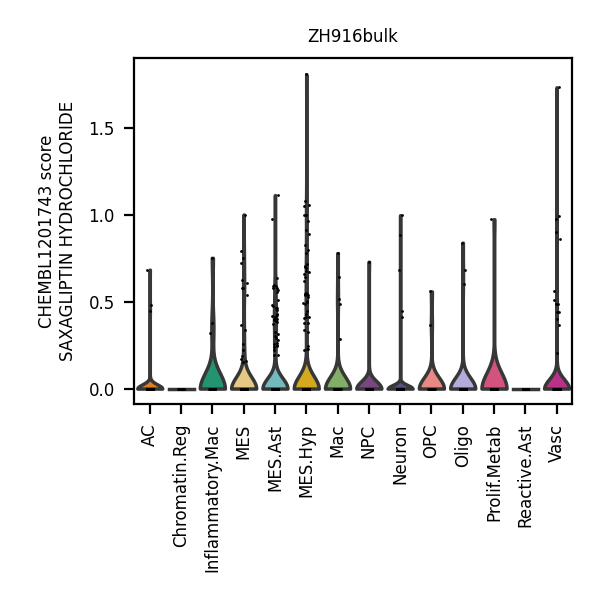 ZH916bulk
CHEMBL1201743 score
SAXAGLIPTIN HYDROCHLORIDE
1.5
1.0
0.5
0.0
AC
Chromatin.Reg
Inflammatory.Mac
MES
MES.Ast
MES.Hyp
Mac
NPC
Neuron
OPC
Oligo
Prolif.Metab
Reactive.Ast
Vasc